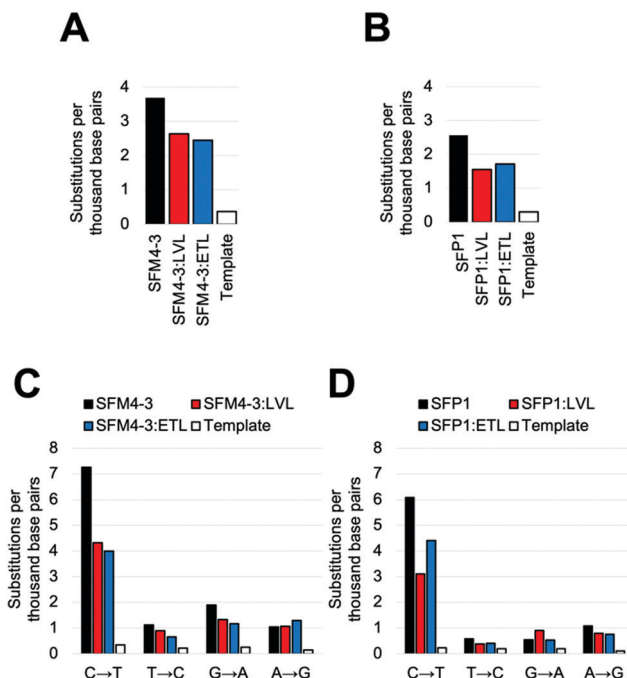 A
Substitutions per
thousand base pairs
4
3
2
1
0
SFM4-3
SFM4-3:LVL
SFM4-3:ETL
Template
B
Substitutions per
thousand base pairs
4
3
2
1
0
SFP1
SFP1:LVL
SFP1:ETL
Template
C
SFM4-3 SFM4-3:LVL
SFM4-3:ETL Template
Substitutions per
thousand base pairs
8
7
6
5
4
3
2
1
0
C→T T→C G→A A→G
D
SFP1 SFP1:LVL
SFP1:ETL Template
Substitutions per
thousand base pairs
8
7
6
5
4
3
2
1
0
C→T T→C G→A A→G